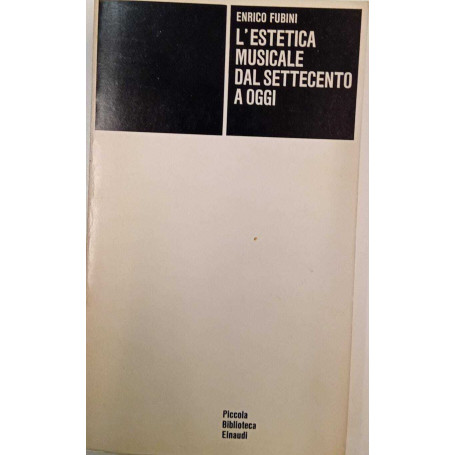 ENRICO FUBINI
L'ESTETICA
MUSICALE
DAL SETTECENTO
A OGGI
Piccola
Biblioteca
Einaudi